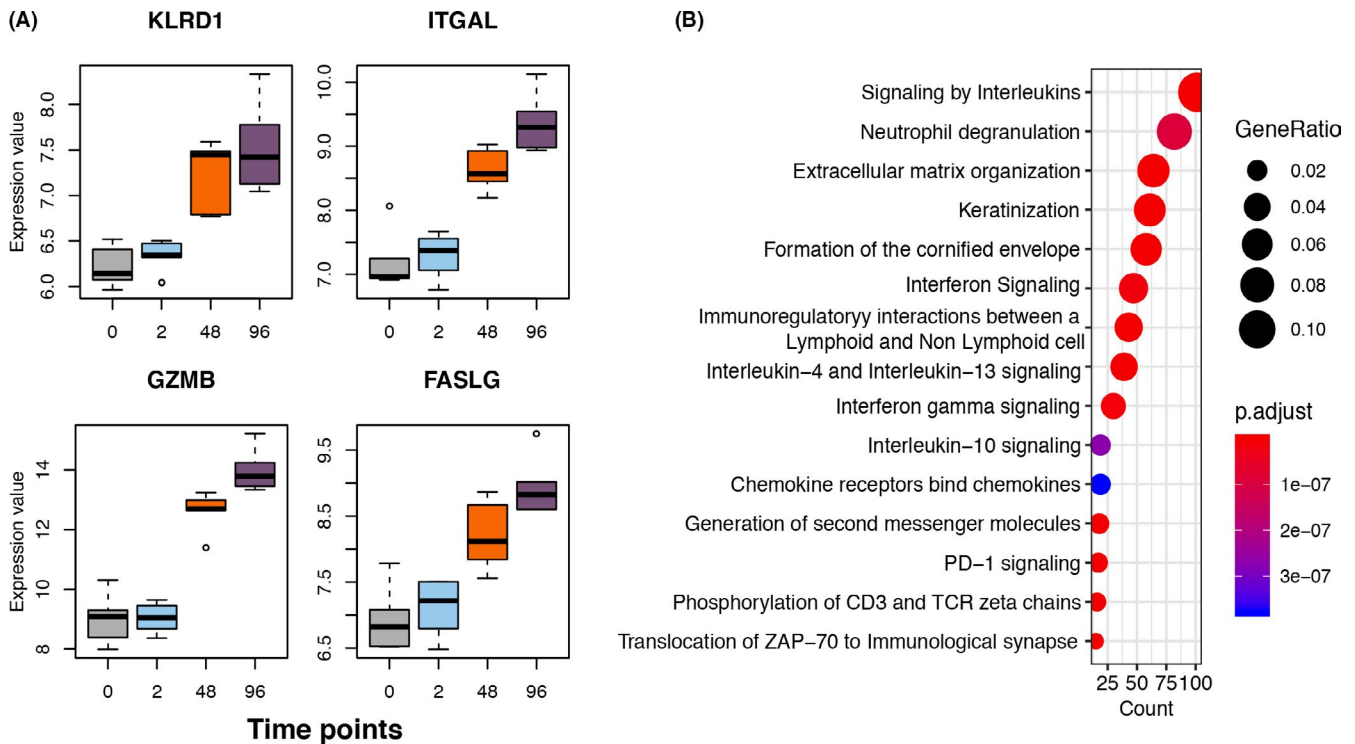 (A)
KLRD1
ITGAL
Expression value
6.0 6.5 7.0 7.5 8.0
0 2 48 96
7.0 8.0 9.0 10.0
0 2 48 96
GZMB
FASLG
Expression value
8 10 12 14
0 2 48 96
6.5 7.5 8.5 9.5
0 2 48 96
Time points
(B)
Signaling by Interleukins
Neutrophil degranulation
Extracellular matrix organization
Keratinization
Formation of the cornified envelope
Interferon Signaling
Immunoregulatoryy interactions between a
Lymphoid and Non Lymphoid cell
Interleukin−4 and Interleukin−13 signaling
Interferon gamma signaling
Interleukin−10 signaling
Chemokine receptors bind chemokines
Generation of second messenger molecules
PD−1 signaling
Phosphorylation of CD3 and TCR zeta chains
Translocation of ZAP−70 to Immunological synapse
25 50 75 100
Count
GeneRatio
0.02
0.04
0.06
0.08
0.10
p.adjust
1e−07
2e−07
3e−07